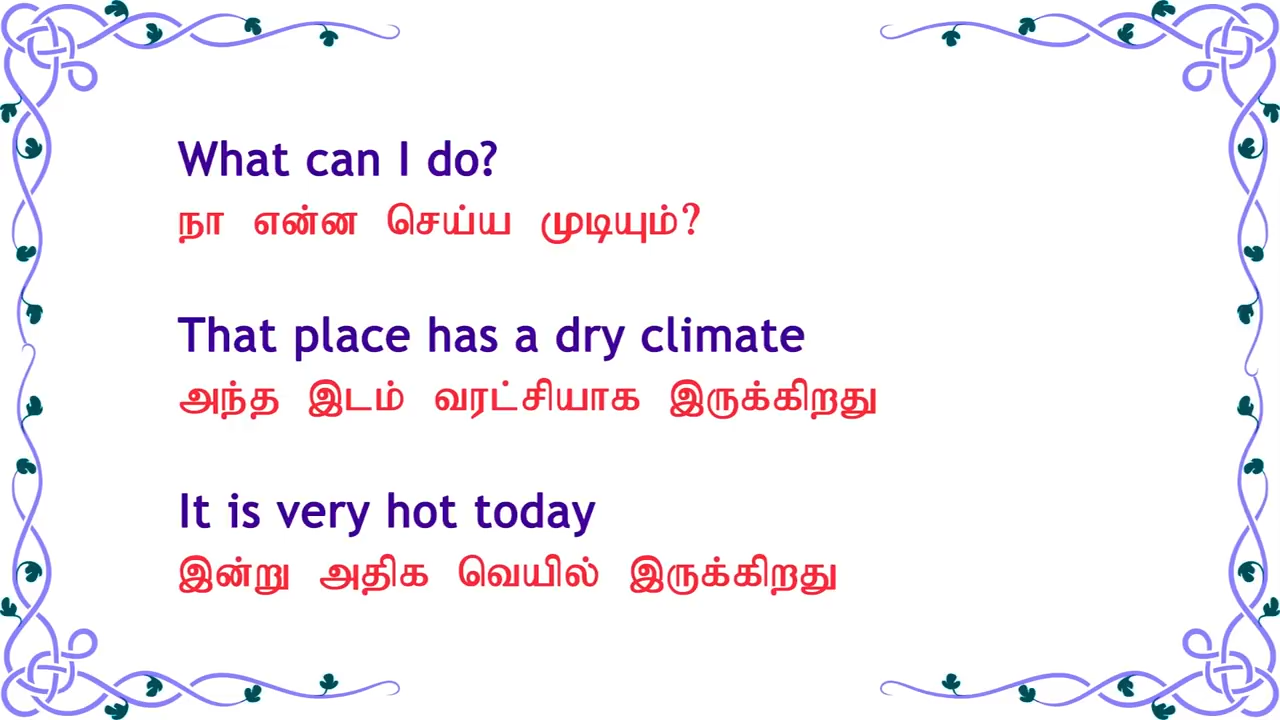 What can I do?
நா என்ன செய்ய முடியும்?
That place has a dry climate
அந்த இடம் வரட்சியாக இருக்கிறது
It is very hot today
இன்று அதிக வெயில் இருக்கிறது